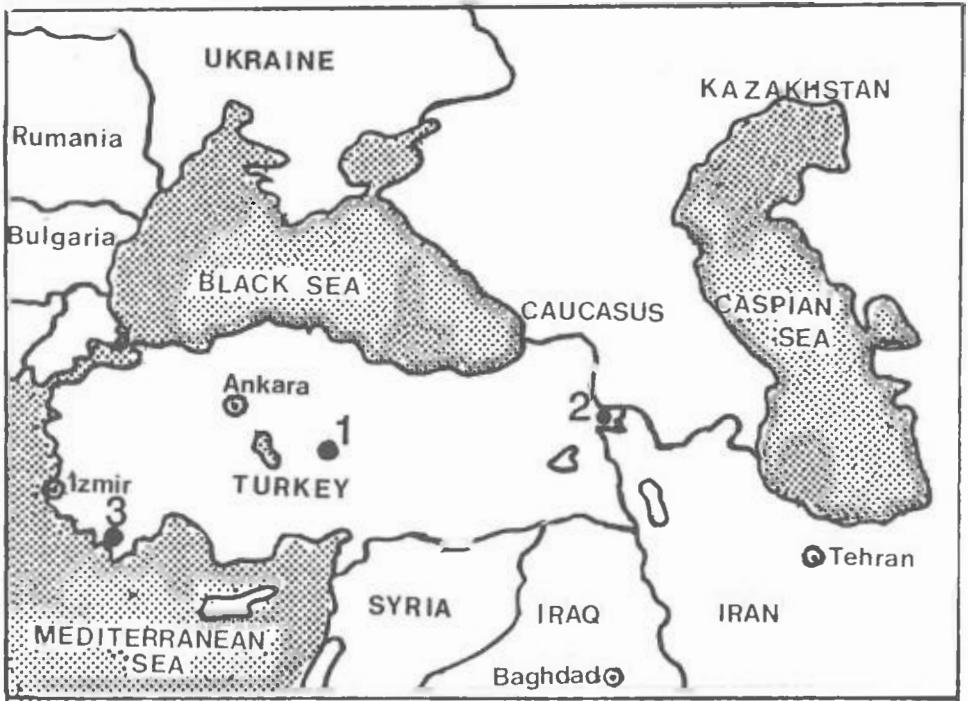 UKRAINE
KAZAKHSTAN
Rumania
Bulgaria
BLACK SEA
CAUCASUS
CASPIAN
SEA
Ankara
2
1
Izmir
TURKEY
3
Tehran
SYRIA
IRAQ
IRAN
MEDITERRANEAN
SEA
Baghdad